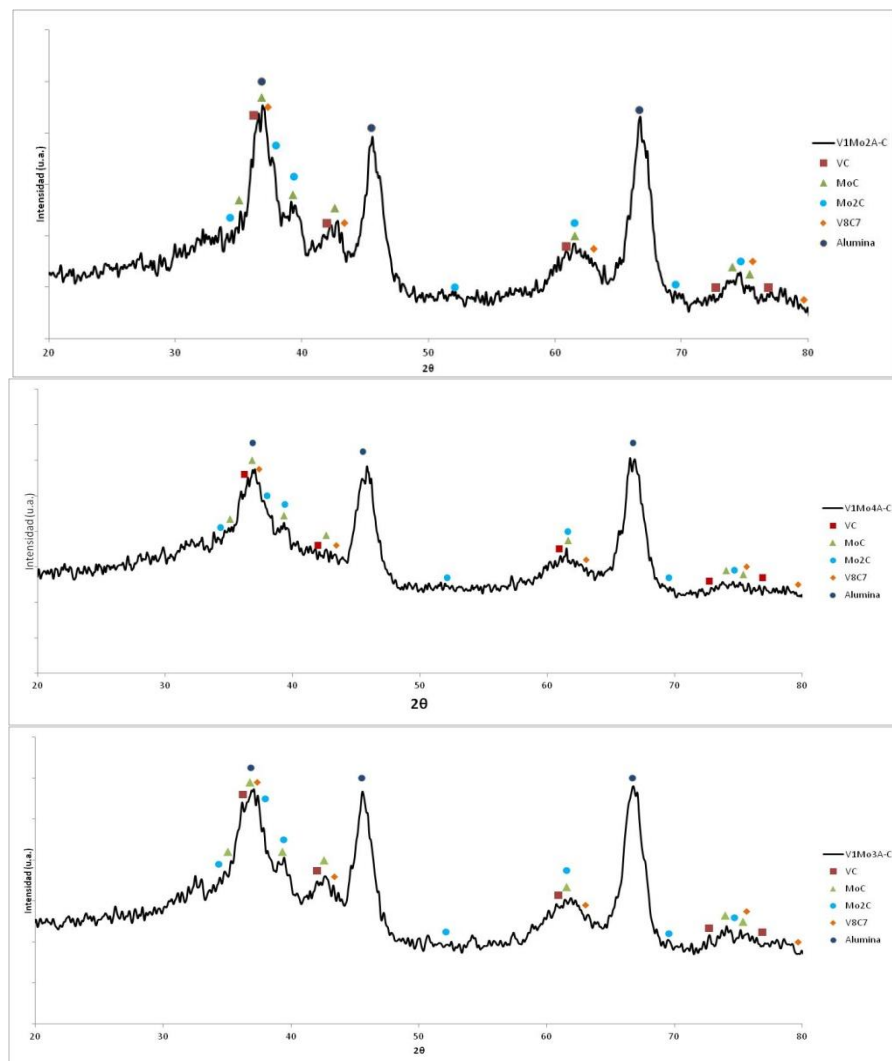 Intensidad (u.a.)
V1Mo2A-C
VC
MoC
Mo2C
V8C7
Alumina
20 30 40 50 60 70 80
2θ
Intensidad (u.a.)
V1Mo4A-C
VC
MoC
Mo2C
V8C7
Alumina
20 30 40 50 60 70 80
2θ
Intensidad (u.a.)
V1Mo3A-C
VC
MoC
Mo2C
V8C7
Alumina
20 30 40 50 60 70 80
2θ